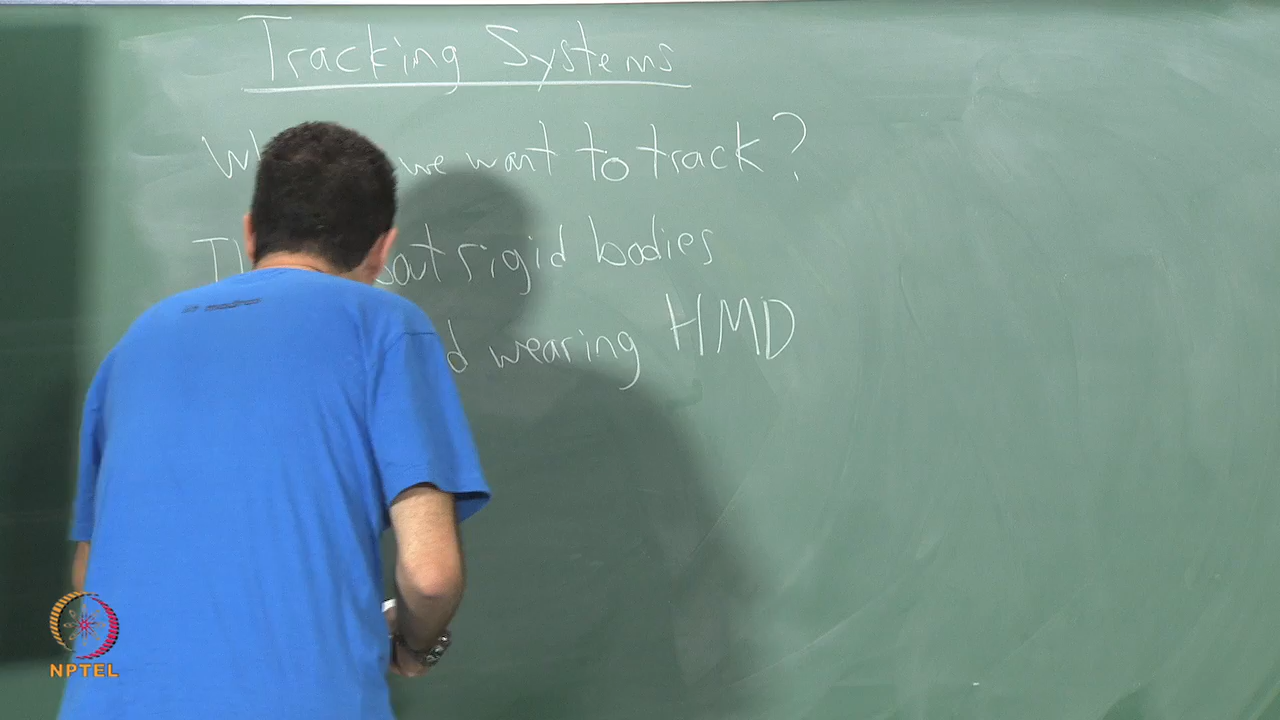 Tracking Systems
we want to track?
out rigid bodies
wearing HMD
NPTEL